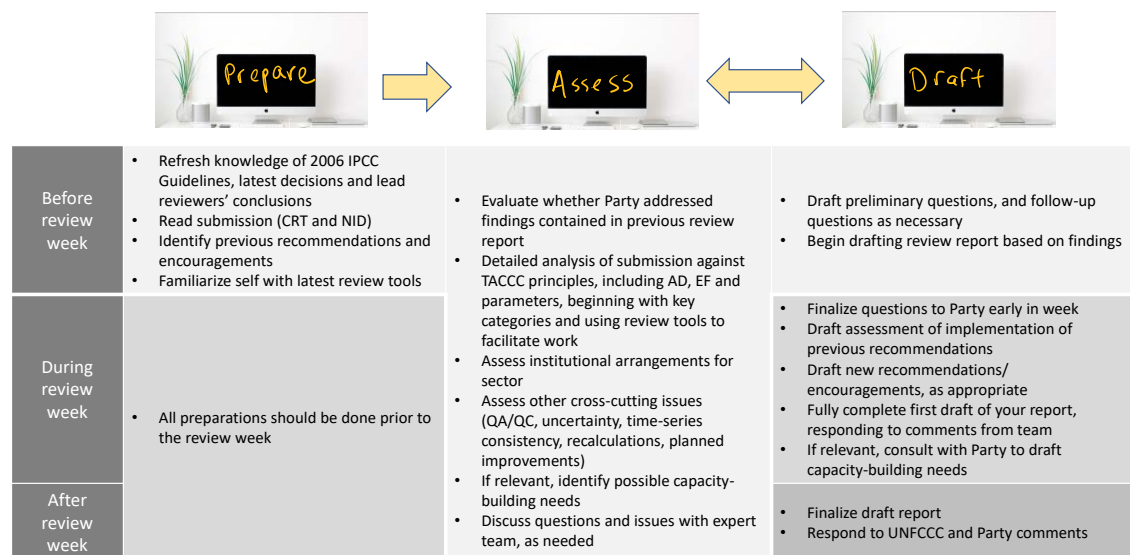 Prepare
Assess
Draft
Before
review
week
• Refresh knowledge of 2006 IPCC
Guidelines, latest decisions and lead
reviewers’ conclusions
• Read submission (CRT and NID)
• Identify previous recommendations and
encouragements
• Familiarize self with latest review tools
• Evaluate whether Party addressed
findings contained in previous review
report
• Detailed analysis of submission against
TACCC principles, including AD, EF and
parameters, beginning with key
categories and using review tools to
facilitate work
• Assess institutional arrangements for
sector
• Assess other cross-cutting issues
(QA/QC, uncertainty, time-series
consistency, recalculations, planned
improvements)
• If relevant, identify possible capacity-
building needs
• Discuss questions and issues with expert
team, as needed
• Draft preliminary questions, and follow-up
questions as necessary
• Begin drafting review report based on findings
During
review
week
• All preparations should be done prior to
the review week
• Finalize questions to Party early in week
• Draft assessment of implementation of
previous recommendations
• Draft new recommendations/
encouragements, as appropriate
• Fully complete first draft of your report,
responding to comments from team
• If relevant, consult with Party to draft
capacity-building needs
After
review
week
• Finalize draft report
• Respond to UNFCCC and Party comments